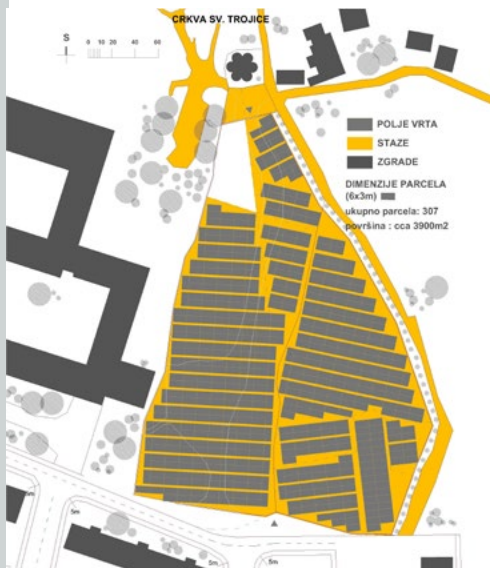 CRKVA SV. TROJICE
S
0 10 20 40 60
POLJE VRTA
STAZE
ZGRADE
DIMENZIJE PARCELA
(6x3m)
ukupno parcela: 307
površina : cca 3900m2
5m
5m
5m
5m